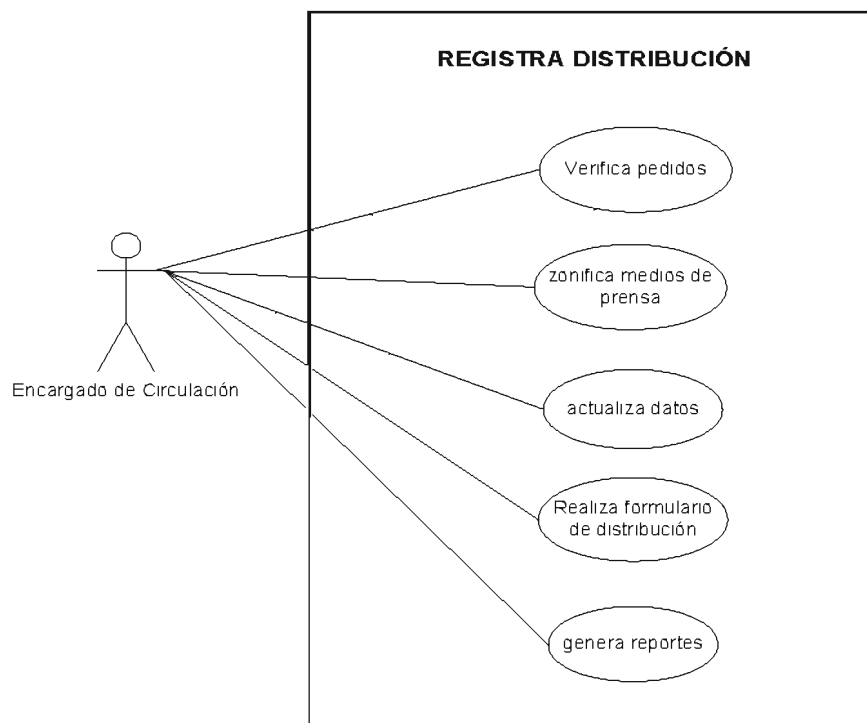 REGISTRA DISTRIBUCIÓN
Verifica pedidos
zonifica medios de
prensa
Encargado de Circulación
actualiza datos
Realiza formulario
de distribución
genera reportes